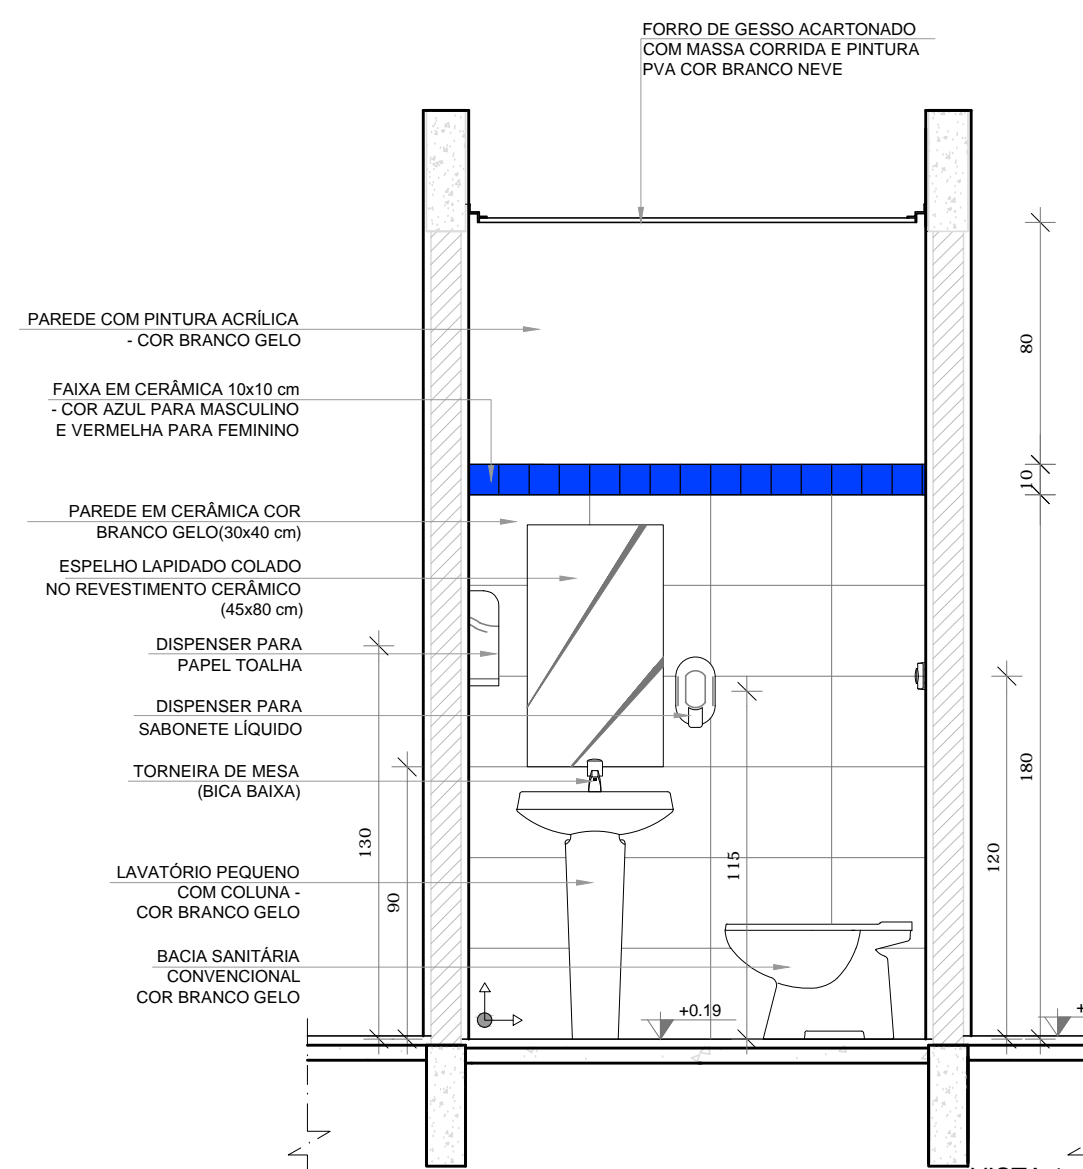 FORRO DE GESSO ACARTONADO
COM MASSA CORRIDA E PINTURA
PVA COR BRANCO NEVE
PAREDE COM PINTURA ACRÍLICA
- COR BRANCO GELO
FAIXA EM CERÂMICA 10x10 cm
- COR AZUL PARA MASCULINO
E VERMELHA PARA FEMININO
PAREDE EM CERÂMICA COR
BRANCO GELO(30x40 cm)
ESPELHO LAPIDADO COLADO
NO REVESTIMENTO CERÂMICO
(45x80 cm)
DISPENSER PARA
PAPEL TOALHA
DISPENSER PARA
SABONETE LÍQUIDO
TORNEIRA DE MESA
(BICA BAIXA)
LAVATÓRIO PEQUENO
COM COLUNA -
COR BRANCO GELO
BACIA SANITÁRIA
CONVENCIONAL
COR BRANCO GELO
130
90
115
+0.19
80
10
180
120
+